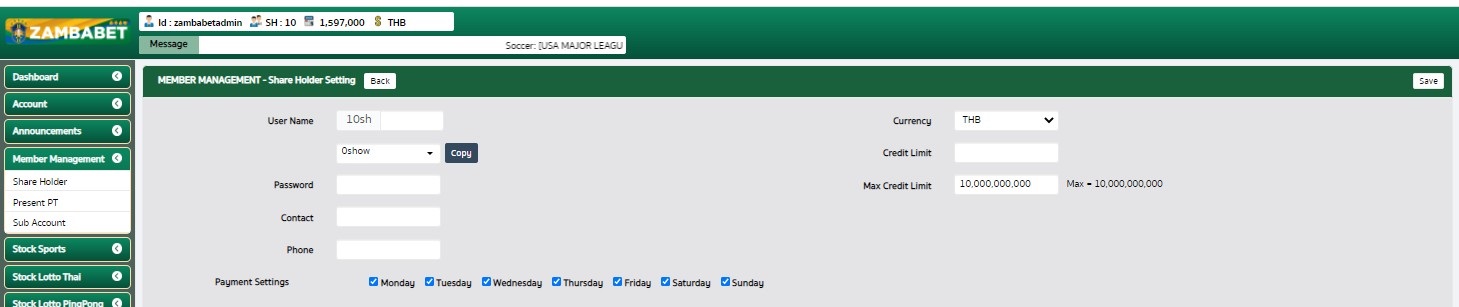 ZAMBABET
Id : zambabetadmin SH : 10 1,597,000 THB
Message Soccer: [USA MAJOR LEAGU
Dashboard
Account
Announcements
Member Management
Share Holder
Present PT
Sub Account
Stock Sports
Stock Lotto Thai
Stock Lotto PingPong
MEMBER MANAGEMENT - Share Holder Setting Back Save
User Name 10sh
0show Copy
Password
Contact
Phone
Currency THB
Credit Limit
Max Credit Limit 10,000,000,000 Max = 10,000,000,000
Payment Settings Monday Tuesday Wednesday Thursday Friday Saturday Sunday